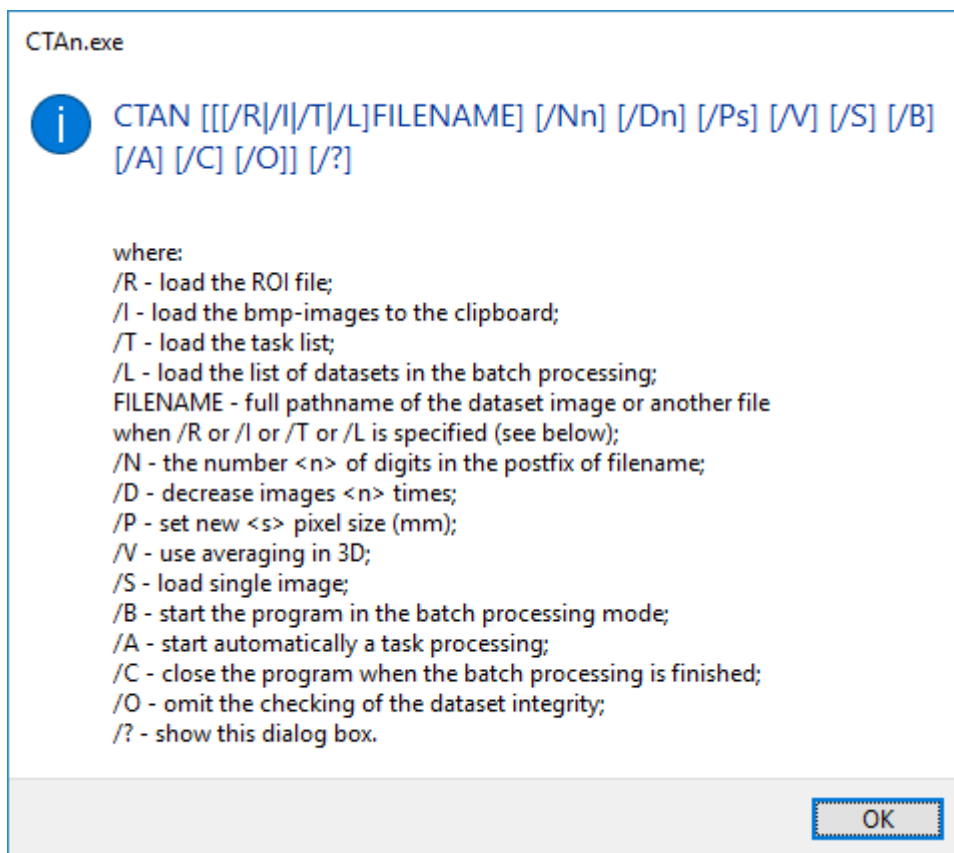 CTAn.exe
CTAN [[[/R|/I|/T|/L]FILENAME] [/Nn] [/Dn] [/Ps] [/V] [/S] [/B]
[/A] [/C] [/O]] [/?]
where:
/R - load the ROI file;
/I - load the bmp-images to the clipboard;
/T - load the task list;
/L - load the list of datasets in the batch processing;
FILENAME - full pathname of the dataset image or another file
when /R or /I or /T or /L is specified (see below);
/N - the number <n> of digits in the postfix of filename;
/D - decrease images <n> times;
/P - set new <s> pixel size (mm);
/V - use averaging in 3D;
/S - load single image;
/B - start the program in the batch processing mode;
/A - start automatically a task processing;
/C - close the program when the batch processing is finished;
/O - omit the checking of the dataset integrity;
/? - show this dialog box.
OK